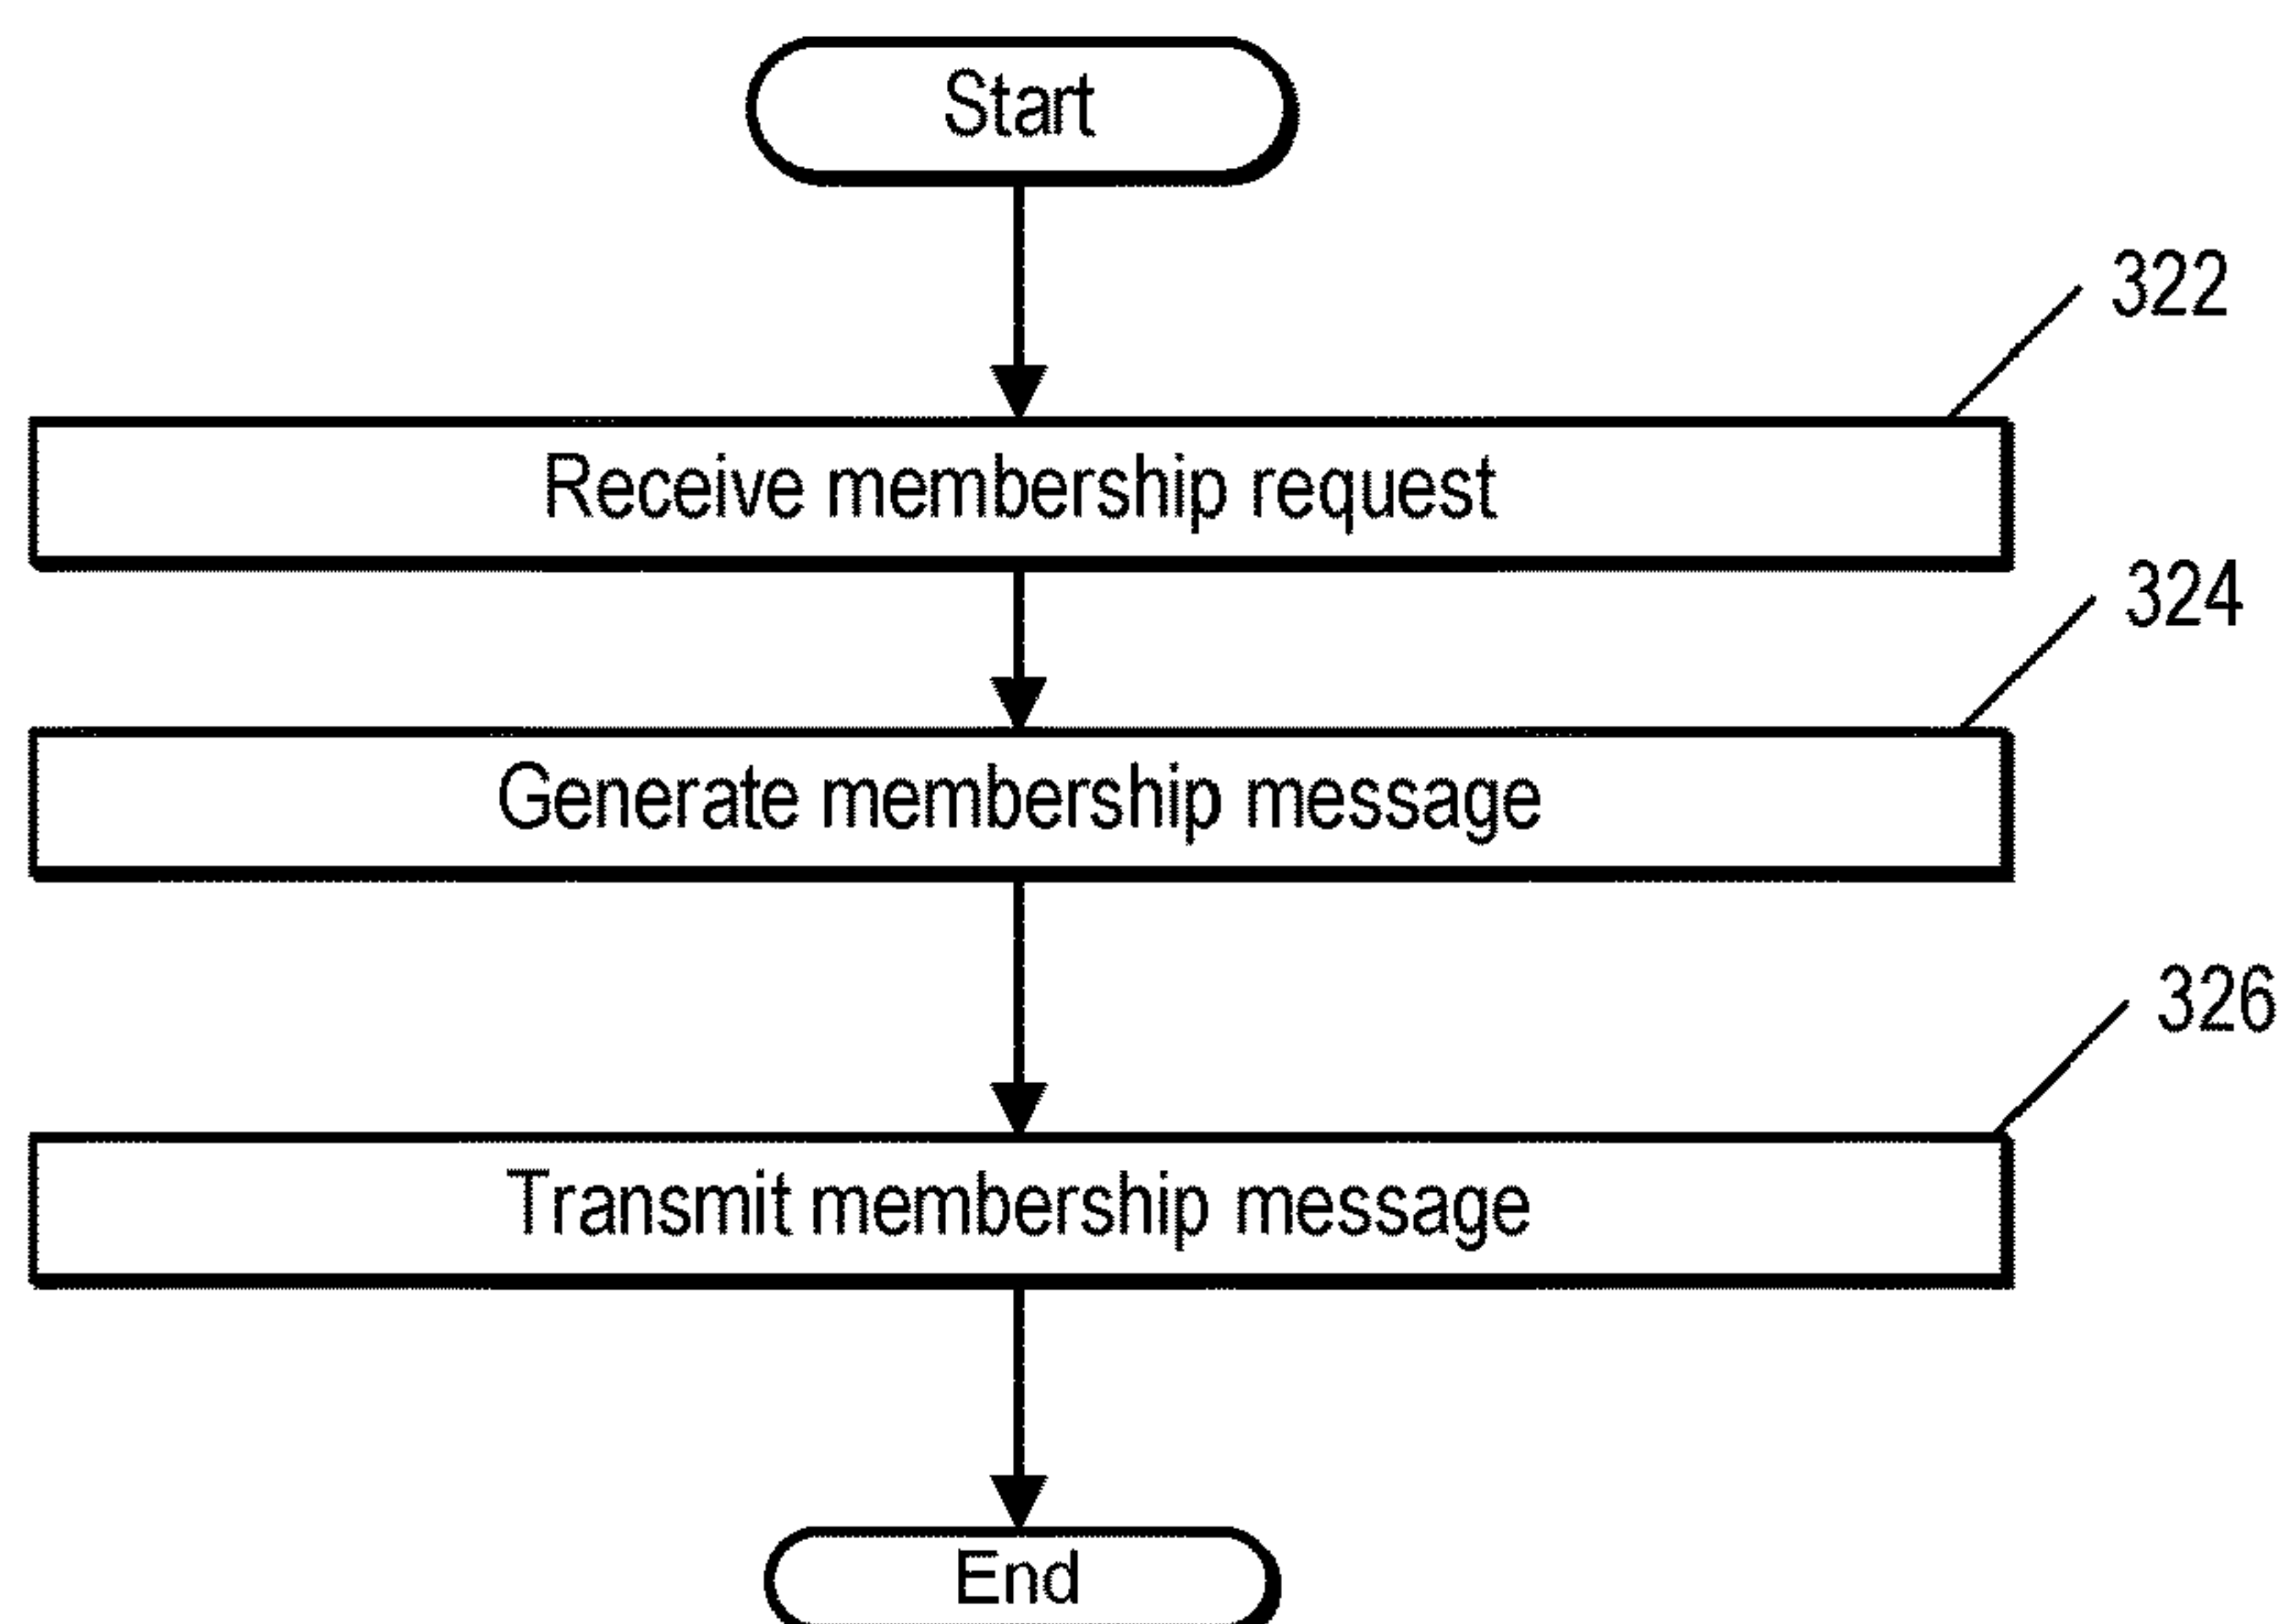 Start
322
Receive membership request
324
Generate membership message
326
Transmit membership message
End